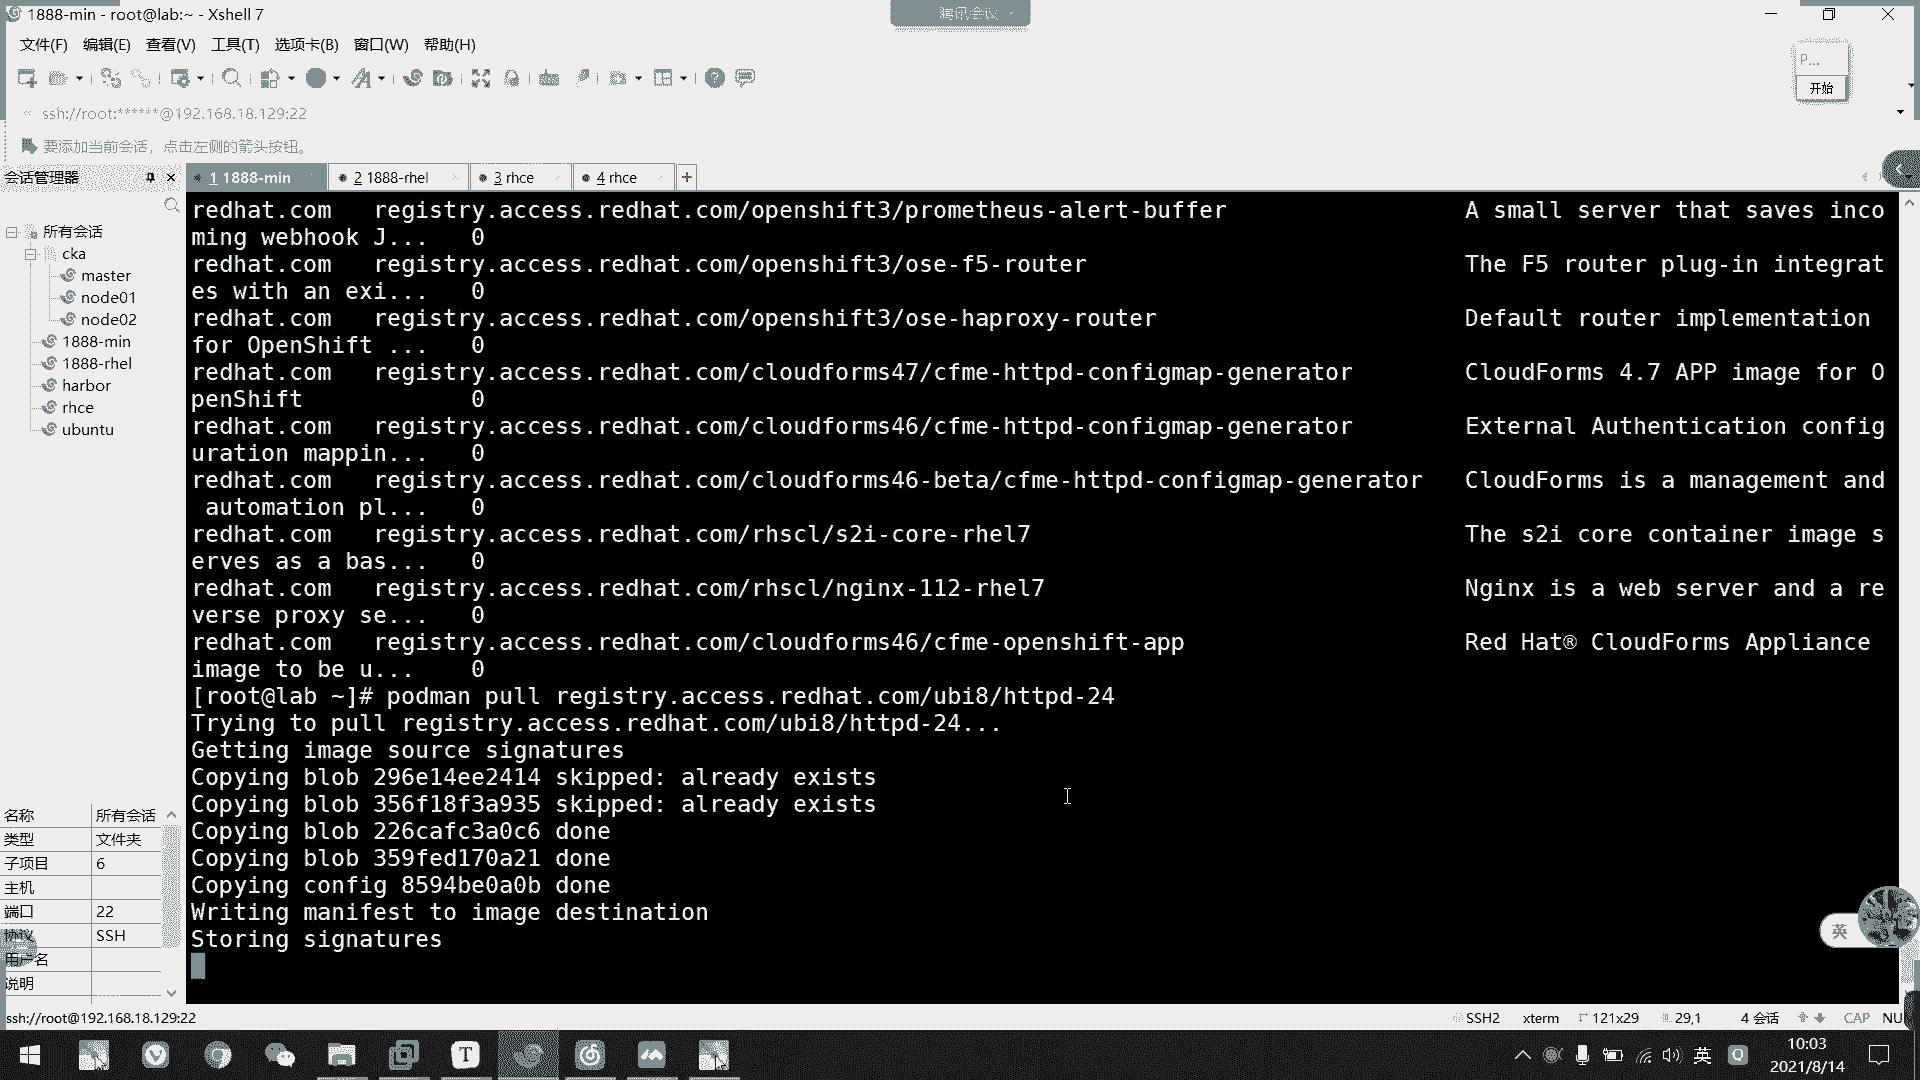 1888-min - root@lab:~ - Xshell 7
腾讯会议
文件(F) 编辑(E) 查看(V) 工具(T) 选项卡(B) 窗口(W) 帮助(H)
P...
开始
ssh://root:******@192.168.18.129:22
要添加当前会话，点击左侧的箭头按钮。
会话管理器
1 1888-min
2 1888-rhel
3 rhce
4 rhce
所有会话
cka
master
node01
node02
1888-min
1888-rhel
harbor
rhce
ubuntu
名称 所有会话
类型 文件夹
子项目 6
主机
端口 22
协议 SSH
用户名
说明
redhat.com registry.access.redhat.com/openshift3/prometheus-alert-buffer A small server that saves inco
ming webhook J... 0
redhat.com registry.access.redhat.com/openshift3/ose-f5-router The F5 router plug-in integrat
es with an exi... 0
redhat.com registry.access.redhat.com/openshift3/ose-haproxy-router Default router implementation
for OpenShift ... 0
redhat.com registry.access.redhat.com/cloudforms47/cfme-httpd-configmap-generator CloudForms 4.7 APP image for O
penShift 0
redhat.com registry.access.redhat.com/cloudforms46/cfme-httpd-configmap-generator External Authentication config
uration mappin... 0
redhat.com registry.access.redhat.com/cloudforms46-beta/cfme-httpd-configmap-generator CloudForms is a management and
automation pl... 0
redhat.com registry.access.redhat.com/rhscl/s2i-core-rhel7 The s2i core container image s
erves as a bas... 0
redhat.com registry.access.redhat.com/rhscl/nginx-112-rhel7 Nginx is a web server and a re
verse proxy se... 0
redhat.com registry.access.redhat.com/cloudforms46/cfme-openshift-app Red Hat® CloudForms Appliance
image to be u... 0
[root@lab ~]# podman pull registry.access.redhat.com/ubi8/httpd-24
Trying to pull registry.access.redhat.com/ubi8/httpd-24...
Getting image source signatures
Copying blob 296e14ee2414 skipped: already exists
Copying blob 356f18f3a935 skipped: already exists
Copying blob 226cafc3a0c6 done
Copying blob 359fed170a21 done
Copying config 8594be0a0b done
Writing manifest to image destination
Storing signatures
英
ssh://root@192.168.18.129:22
SSH2 xterm 121x29 29,1 4 会话 CAP NU
英
10:03
2021/8/14